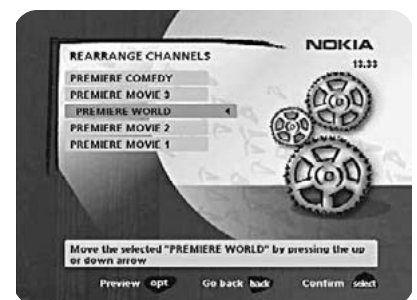 NOKIA
REARRANGE CHANNELS
13.33
PREMIERE COMEDY
PREMIERE MOVIE 3
PREMIERE WORLD
PREMIERE MOVIE 2
PREMIERE MOVIE 1
Move the selected "PREMIERE WORLD" by pressing the up
or down arrow
Preview opt Go back back Confirm select